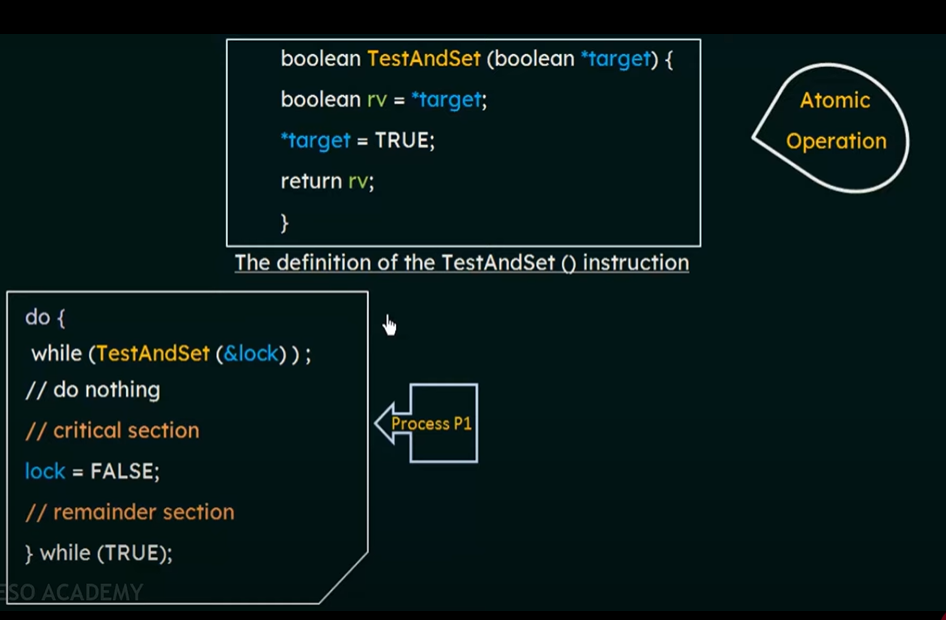 boolean TestAndSet (boolean *target) {
boolean rv = *target;
*target = TRUE;
return rv;
}
Atomic
Operation
The definition of the TestAndSet () instruction
do {
while (TestAndSet (&lock) ) ;
// do nothing
// critical section
lock = FALSE;
// remainder section
} while (TRUE);
Process P1
ESO ACADEMY